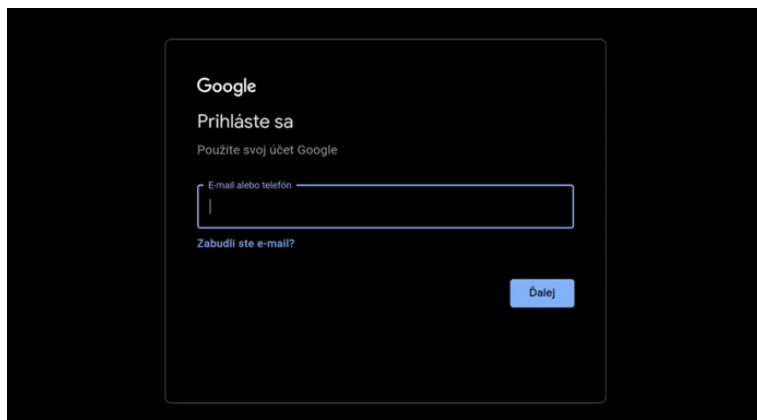 Google
Prihláste sa
Použite svoj účet Google
E-mail alebo telefón
Zabudli ste e-mail?
Ďalej